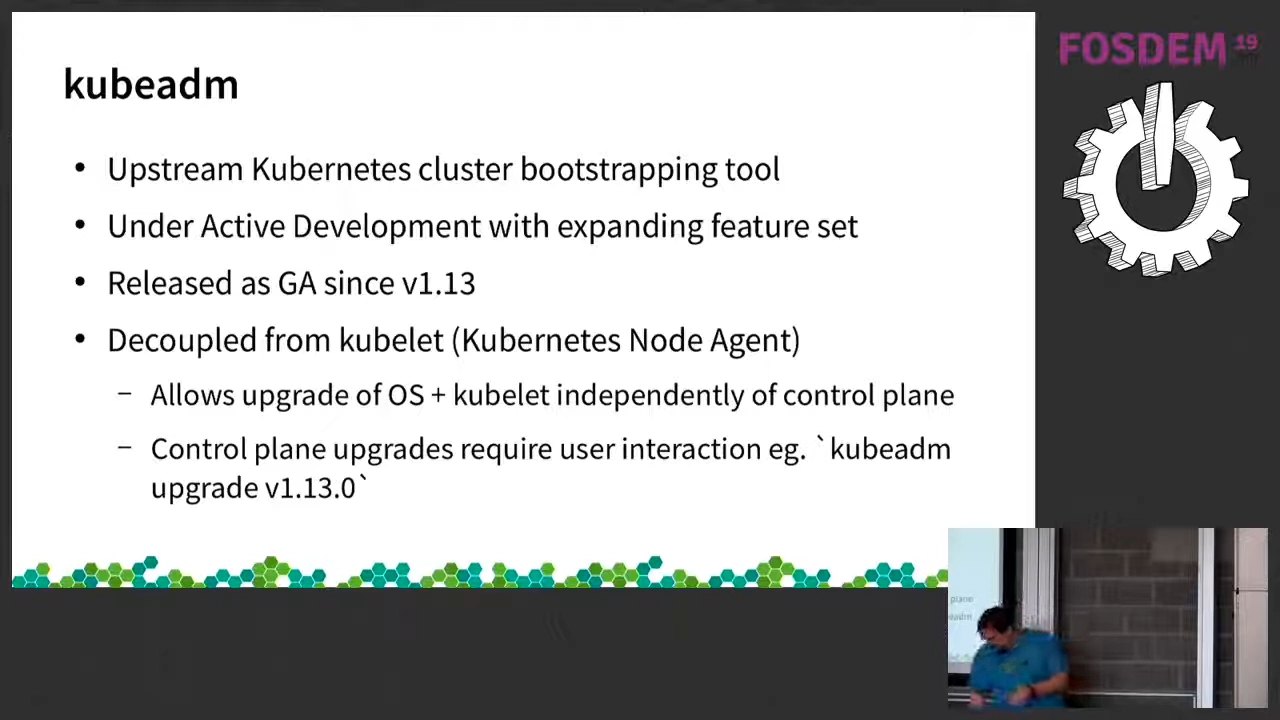 kubeadm
• Upstream Kubernetes cluster bootstrapping tool
• Under Active Development with expanding feature set
• Released as GA since v1.13
• Decoupled from kubelet (Kubernetes Node Agent)
– Allows upgrade of OS + kubelet independently of control plane
– Control plane upgrades require user interaction eg. `kubeadm
upgrade v1.13.0`
FOSDEM 19
plane